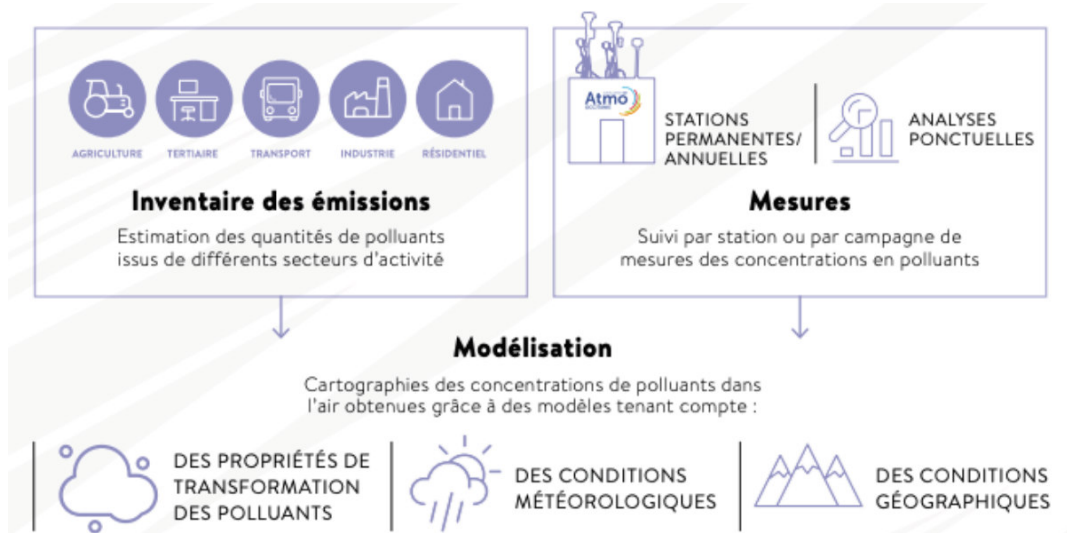 AGRICULTURE
TERTIAIRE
TRANSPORT
INDUSTRIE
RÉSIDENTIEL
Inventaire des émissions
Estimation des quantités de polluants
issus de différents secteurs d'activité
Atmo
STATIONS
PERMANENTES/
ANNUELLES
ANALYSES
PONCTUELLES
Mesures
Suivi par station ou par campagne de
mesures des concentrations en polluants
Modélisation
Cartographies des concentrations de polluants dans
l'air obtenues grâce à des modèles tenant compte :
DES PROPRIÉTÉS DE
TRANSFORMATION
DES POLLUANTS
DES CONDITIONS
MÉTÉOROLOGIQUES
DES CONDITIONS
GÉOGRAPHIQUES